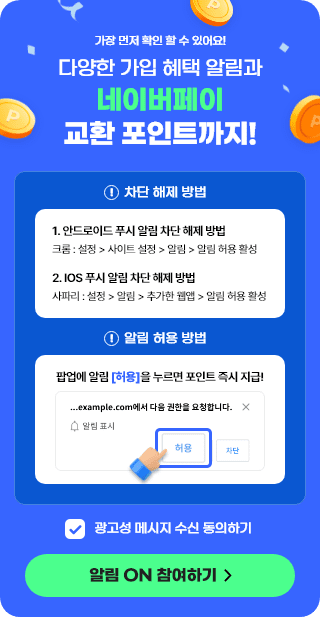 가장 먼저 확인 할 수 있어요!
다양한 가입 혜택 알림과
네이버페이
교환 포인트까지!
차단 해제 방법
1. 안드로이드 푸시 알림 차단 해제 방법
크롬 : 설정 > 사이트 설정 > 알림 > 알림 허용 활성
2. IOS 푸시 알림 차단 해제 방법
사파리 : 설정 > 알림 > 추가한 웹앱 > 알림 허용 활성
알림 허용 방법
팝업에 알림 [허용]을 누르면 포인트 즉시 지급!
...example.com에서 다음 권한을 요청합니다.
알림 표시
허용
차단
광고성 메시지 수신 동의하기
알림 ON 참여하기 >